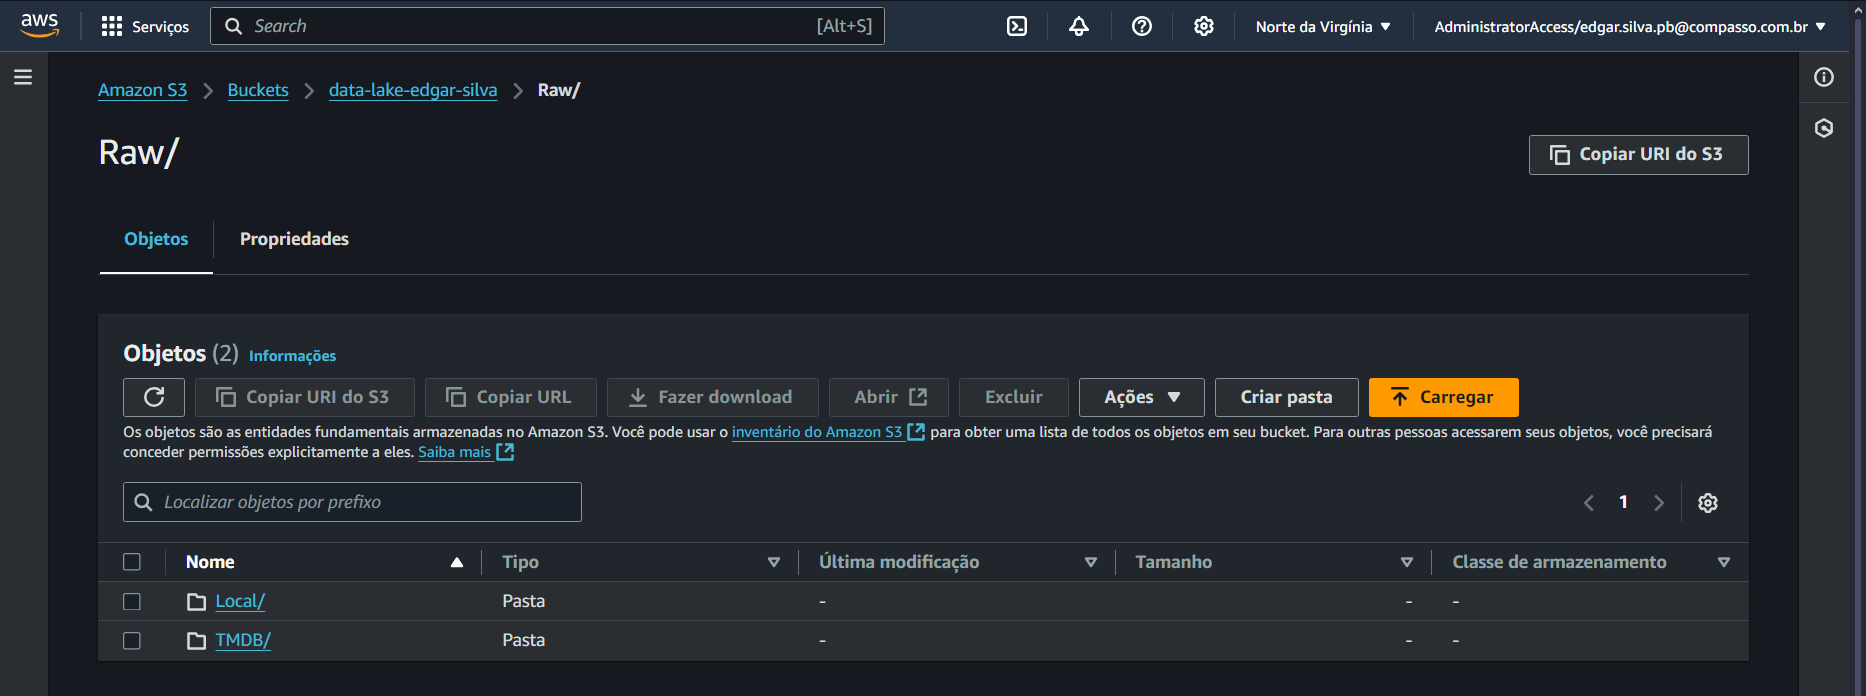 aws Serviços Search [Alt+S] Norte da Virgínia AdministratorAccess/edgar.silva.pb@compasso.com.br
Amazon S3 Buckets data-lake-edgar-silva Raw/
Raw/
Copiar URI do S3
Objetos Propriedades
Objetos (2) Informações
Copiar URI do S3 Copiar URL Fazer download Abrir Excluir Ações Criar pasta Carregar
Os objetos são as entidades fundamentais armazenadas no Amazon S3. Você pode usar o inventário do Amazon S3 para obter uma lista de todos os objetos em seu bucket. Para outras pessoas acessarem seus objetos, você precisará
conceder permissões explicitamente a eles. Saiba mais
Localizar objetos por prefixo 1
Nome Tipo Última modificação Tamanho Classe de armazenamento
Local/ Pasta - - -
TMDB/ Pasta - - -